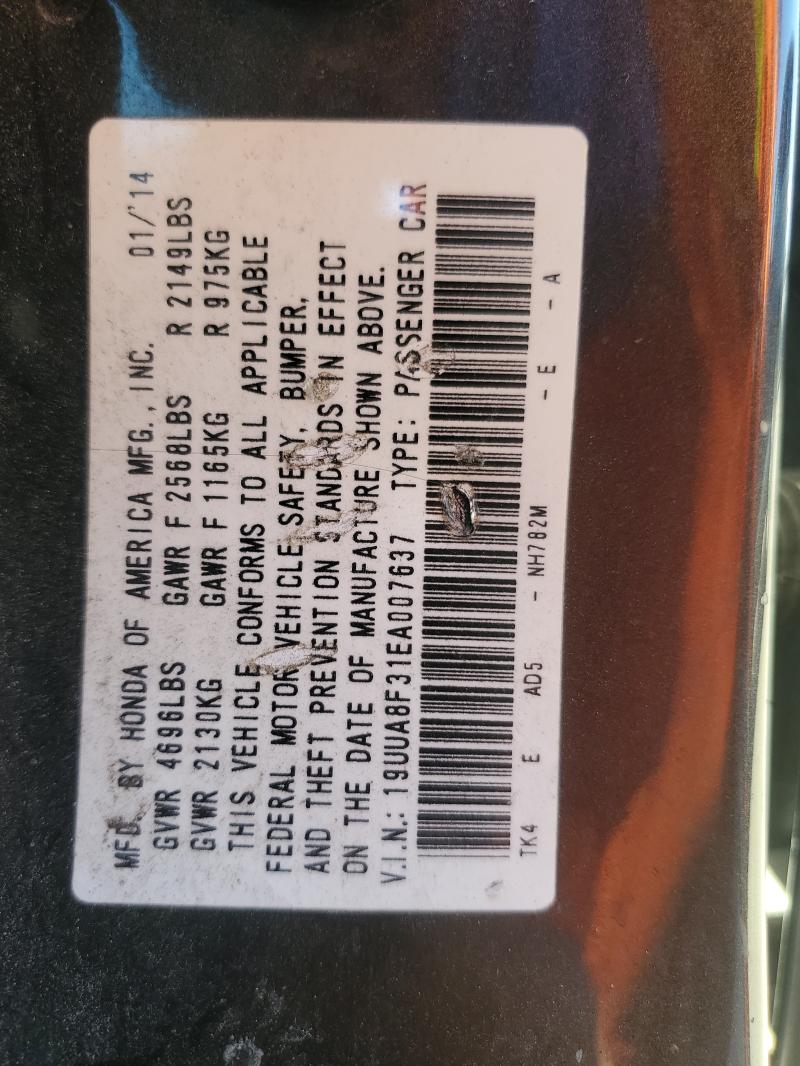 MFD. BY HONDA OF AMERICA MFG., INC. 01/'14
GVWR 4696LBS GAWR F 2568LBS R 2149LBS
GVWR 2130KG GAWR F 1165KG R 975KG
THIS VEHICLE CONFORMS TO ALL APPLICABLE
FEDERAL MOTOR VEHICLE SAFETY, BUMPER,
AND THEFT PREVENTION STANDARDS IN EFFECT
ON THE DATE OF MANUFACTURE SHOWN ABOVE.
V.I.N.: 19UUA8F31EA007637 TYPE: PASSENGER CAR
TK4 E AD5 - NH782M - E - A